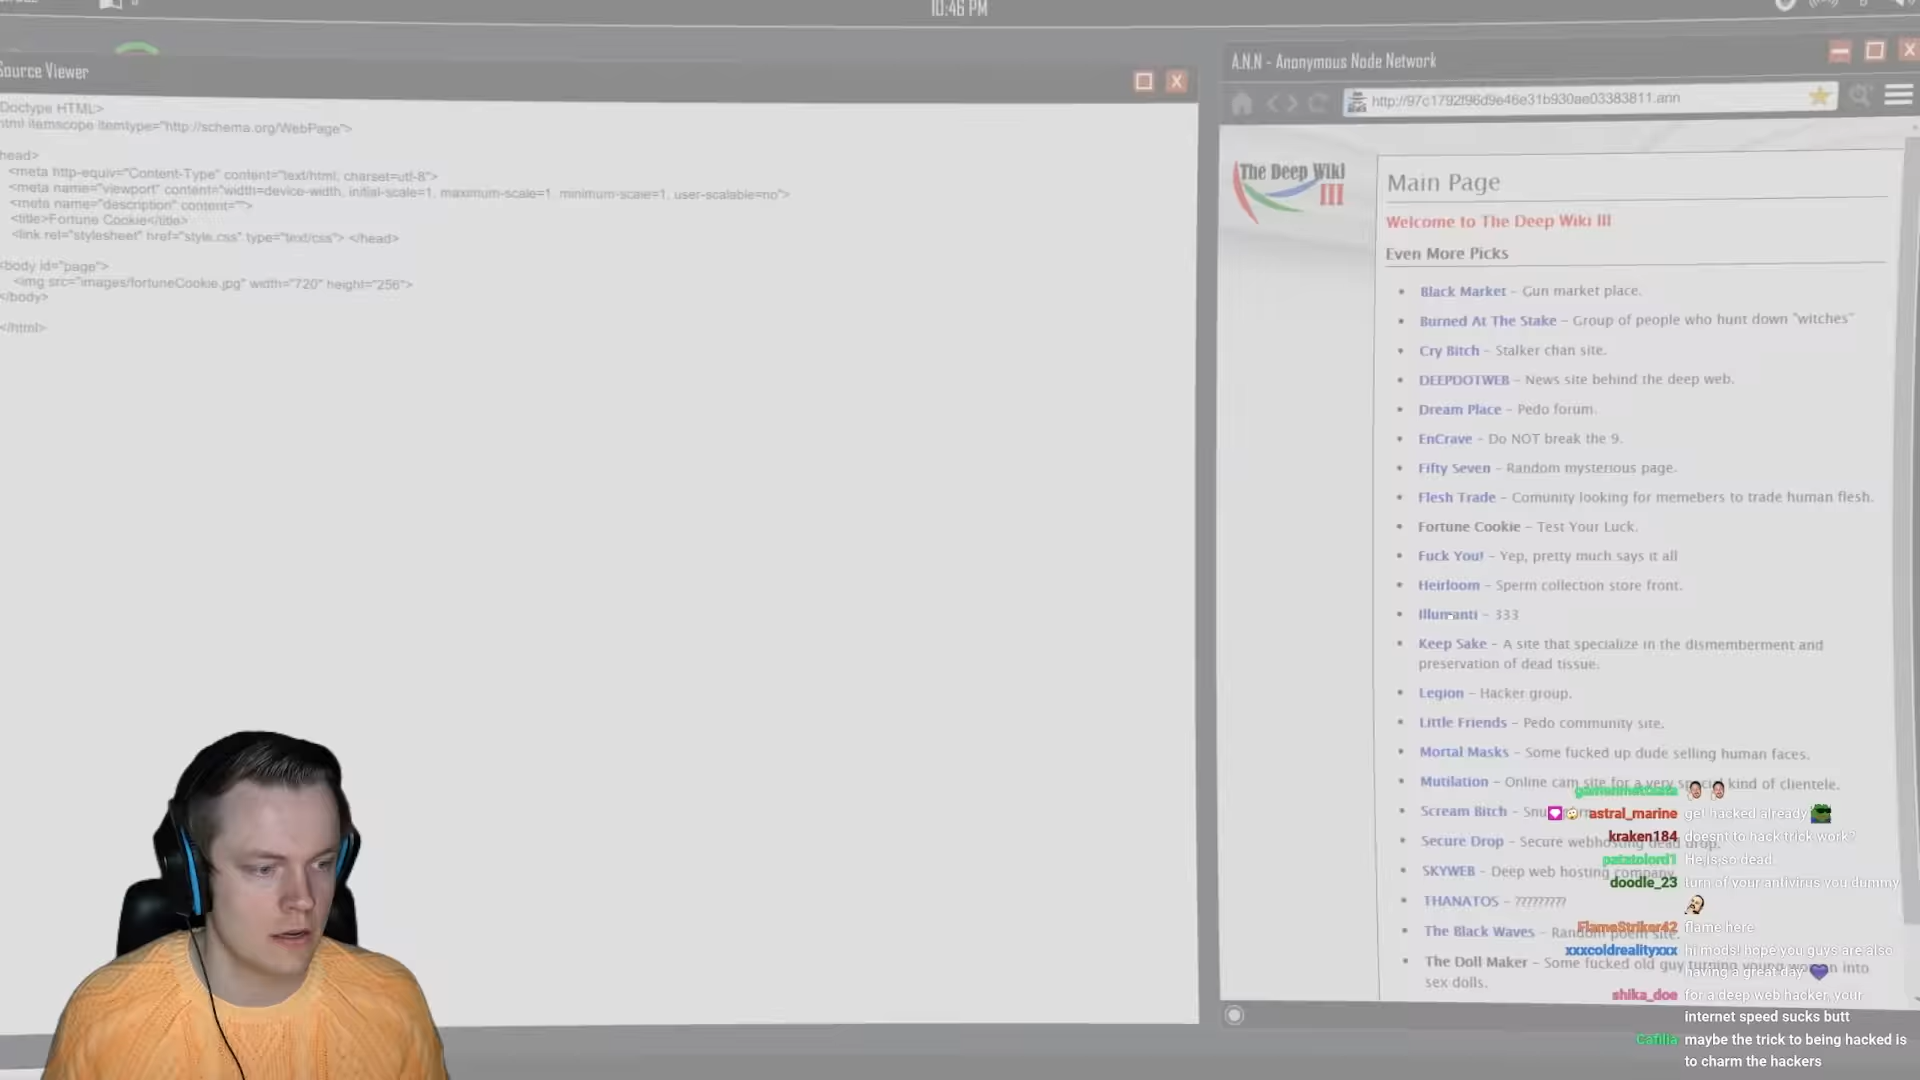 10:46 PM
Source Viewer
Doctype HTML>
html itemscope itemtype="http://schema.org/WebPage">
head>
<meta http-equiv="Content-Type" content="text/html; charset=utf-8">
<meta name="viewport" content="width=device-width, initial-scale=1, maximum-scale=1, minimum-scale=1, user-scalable=no">
<meta name="description" content="">
<title>Fortune Cookie</title>
<link rel="stylesheet" href="style.css" type="text/css"> </head>
<body id="page">
<img src="images/fortuneCookie.jpg" width="720" height="256">
</body>
</html>
A.N.N - Anonymous Node Network
http://97c1792f96d9e46e31b930ae03383811.ann
The Deep Wiki
III
Main Page
Welcome to The Deep Wiki III
Even More Picks
• Black Market – Gun market place.
• Burned At The Stake – Group of people who hunt down "witches"
• Cry Bitch – Stalker chan site.
• DEEPDOTWEB – News site behind the deep web.
• Dream Place – Pedo forum.
• EnCrave – Do NOT break the 9.
• Fifty Seven – Random mysterious page.
• Flesh Trade – Comunity looking for memebers to trade human flesh.
• Fortune Cookie – Test Your Luck.
• Fuck You! – Yep, pretty much says it all
• Heirloom – Sperm collection store front.
• Illumanti – 333
• Keep Sake – A site that specialize in the dismemberment and
preservation of dead tissue.
• Legion – Hacker group.
• Little Friends – Pedo community site.
• Mortal Masks – Some fucked up dude selling human faces.
• Mutilation – Online cam site for a very special kind of clientele.
• Scream Bitch –
• Secure Drop – Secure webhosting dead drop.
• SKYWEB – Deep web hosting company
• THANATOS – ?????????
• The Black Waves – Random poem site.
• The Doll Maker – Some fucked old guy turning young woman into
sex dolls.
astral_marine get hacked already
kraken184 doesnt to hack trick work?
patatolord1 He is so dead
doodle_23 turn of your antivirus you dummy
FlameStriker42 flame here
xxxcoldrealityxxx hi mods! hope you guys are also
having a great day
shika_doe for a deep web hacker, your
internet speed sucks butt
Cafilia maybe the trick to being hacked is
to charm the hackers